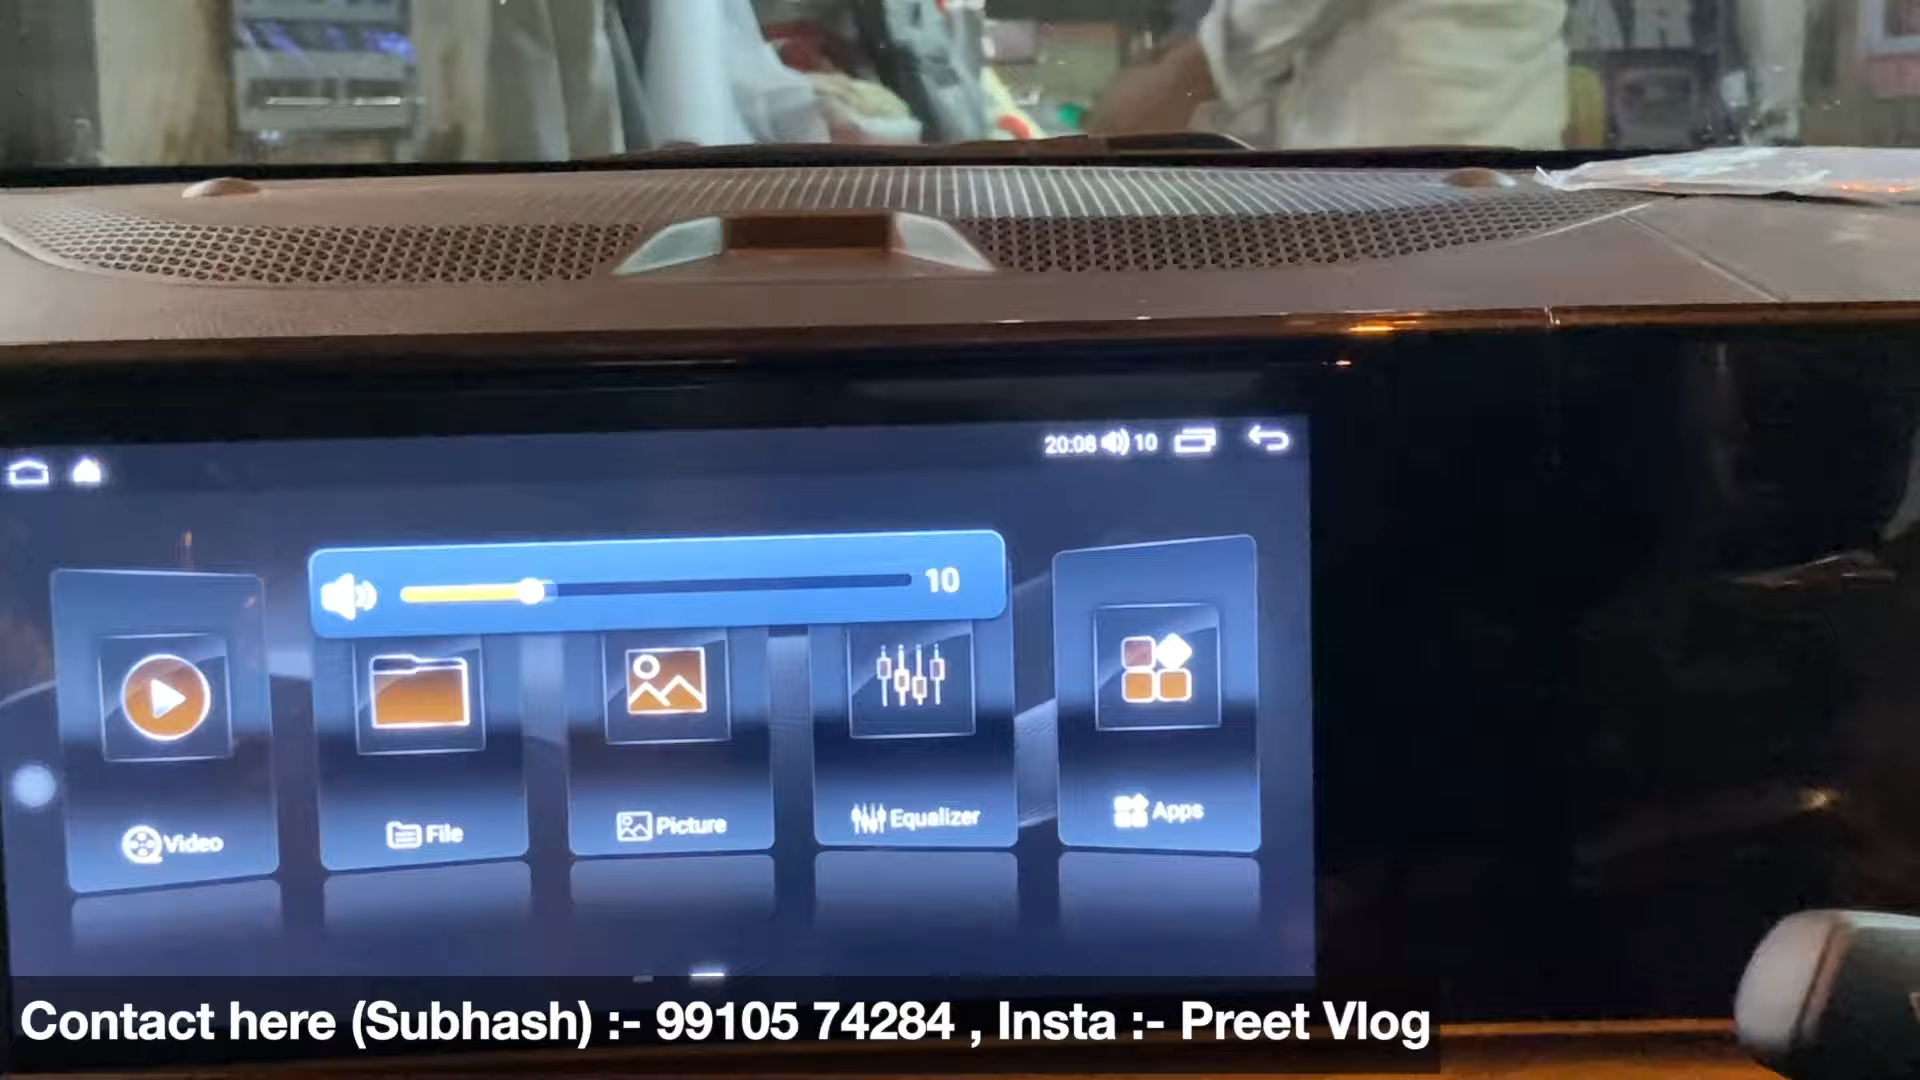 20:08 10
10
Video
File
Picture
Equalizer
Apps
Contact here (Subhash) :- 99105 74284 , Insta :- Preet Vlog